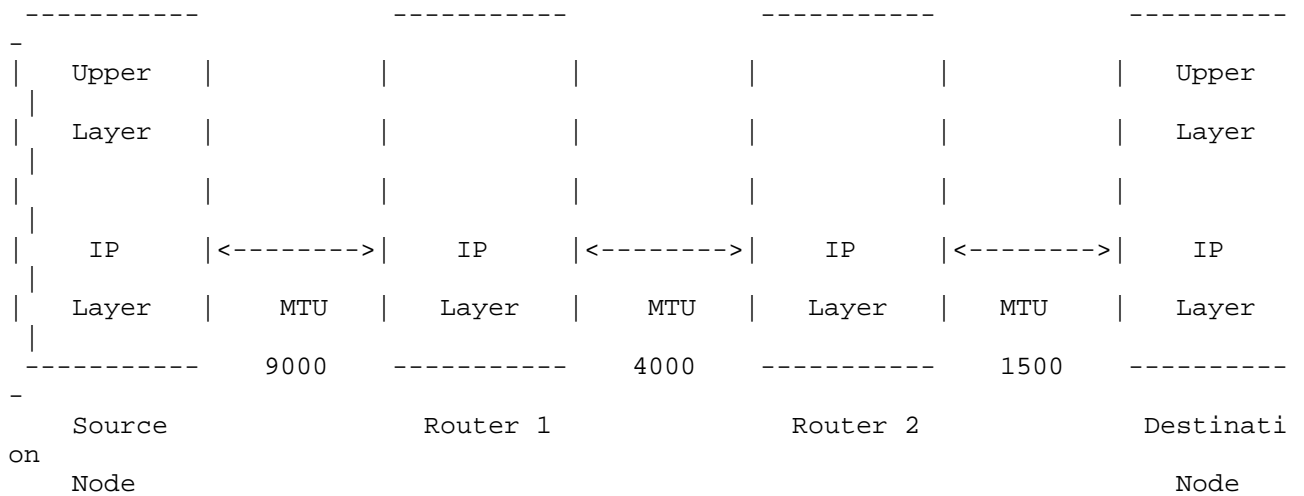 -----------          -----------            -----------            ----------
-
|   Upper   |          |           |          |           |          |   Upper
 |
|   Layer   |          |           |          |           |          |   Layer
 |
|           |          |           |          |           |          |
 |
|    IP     |<-------->|    IP     |<-------->|    IP     |<-------->|    IP
 |
|   Layer   |    MTU   |   Layer   |    MTU   |   Layer   |   MTU    |   Layer
 |
 -----------    9000    -----------    4000    -----------   1500    ----------
-
    Source               Router 1               Router 2             Destinati
on
    Node                                                               Node